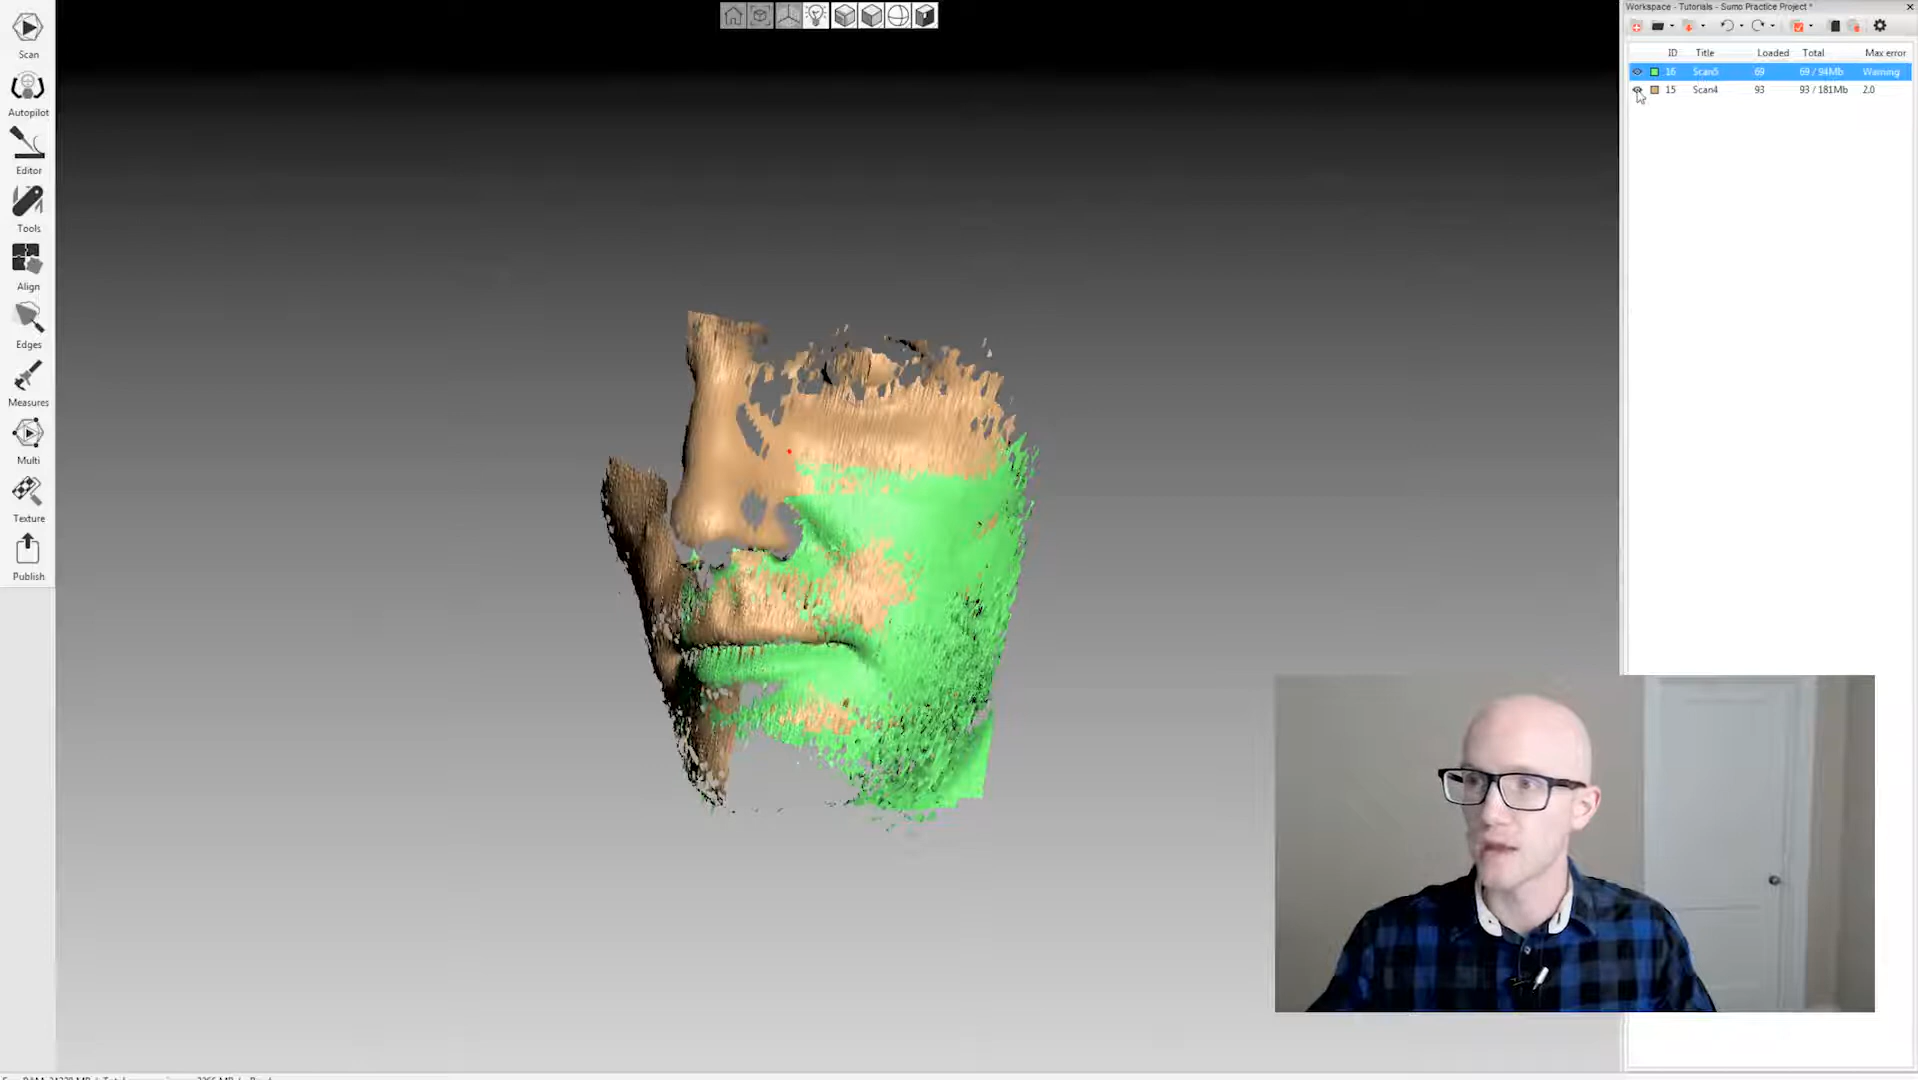 Workspace - Tutorials - Sumo Practice Project *
ID Title Loaded Total Max error
16 Scan5 69 69 / 94Mb Warning
15 Scan4 93 93 / 181Mb 2.0
Scan
Autopilot
Editor
Tools
Align
Edges
Measures
Multi
Texture
Publish